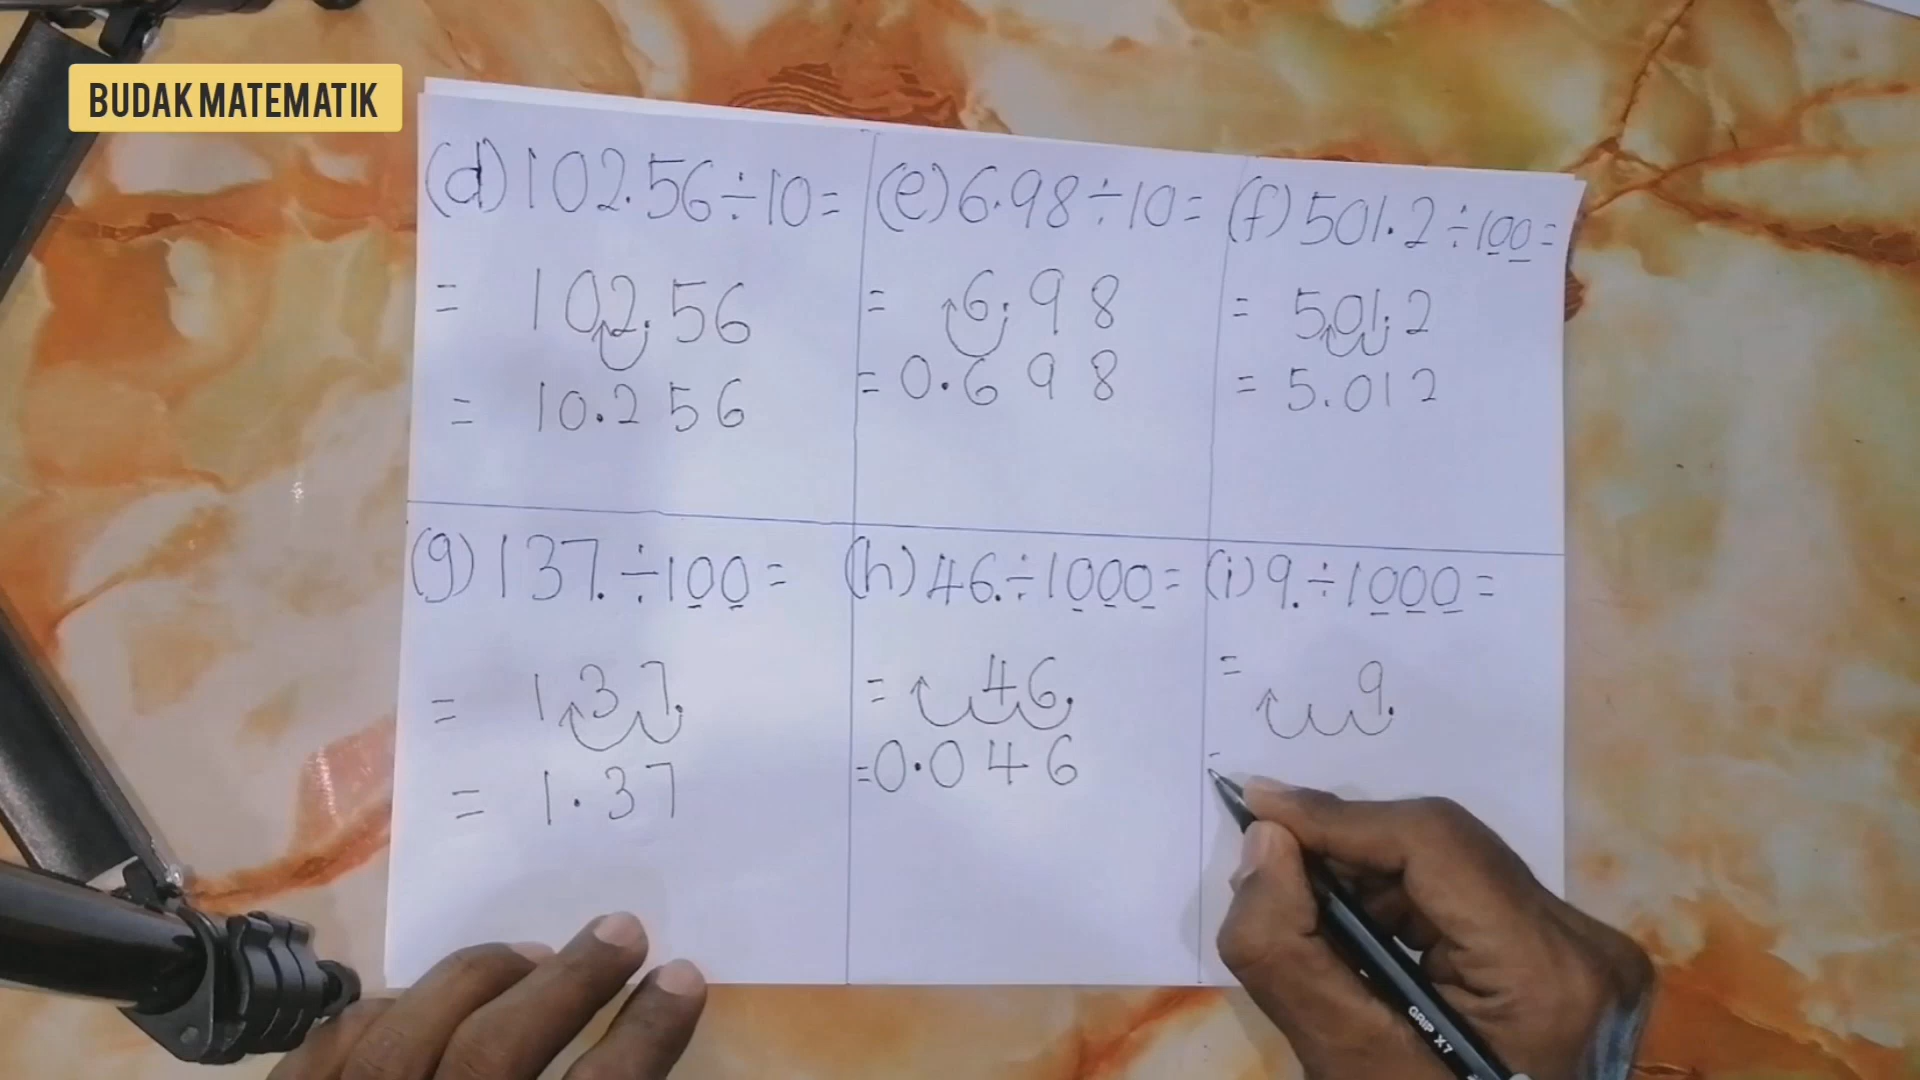 BUDAK MATEMATIK
(d) 102.56÷10=
= 102.56
= 10.256
(e) 6.98÷10=
= 6.98
= 0.698
(f) 501.2÷100=
= 501.2
= 5.012
(g) 137.÷100=
= 137.
= 1.37
(h) 46.÷1000=
= 46.
=0.046
(i) 9.÷1000=
= 9.
-
GRIP X7